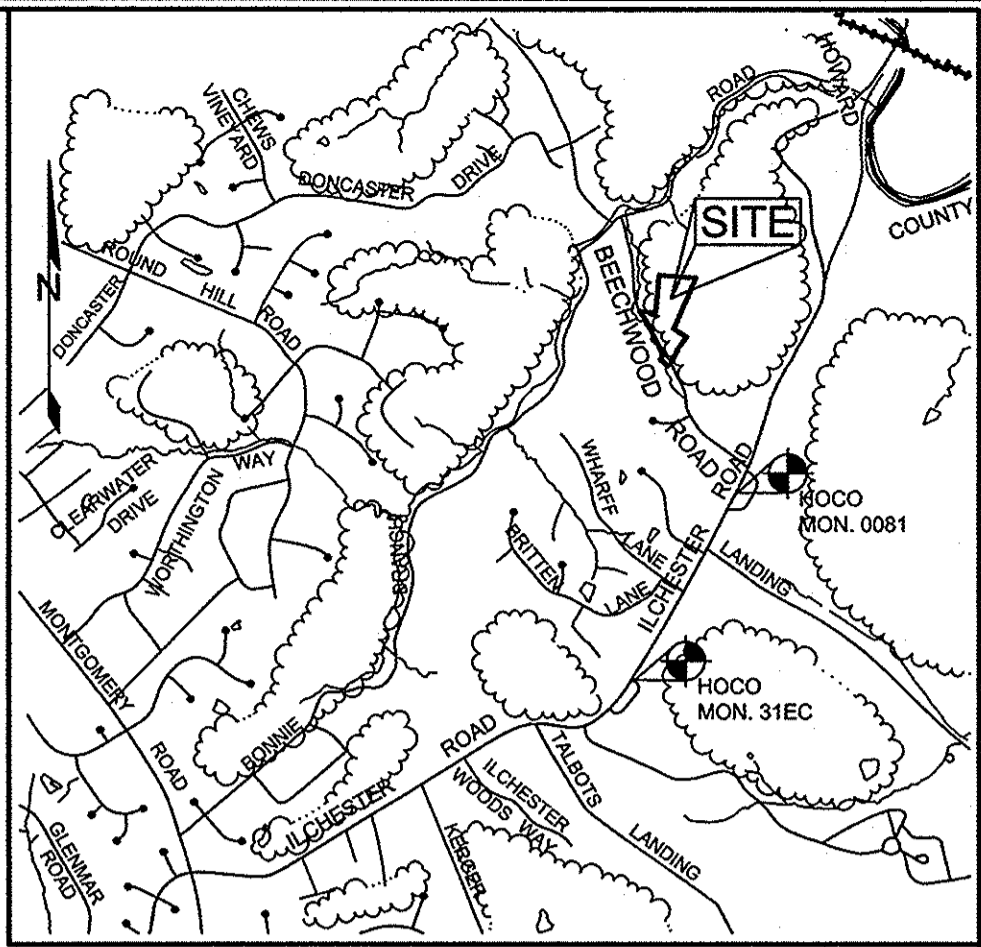 CHEWS
VINEYARD
DONCASTER
DRIVE
ROAD
HOWARD
COUNTY
SITE
ROUND
HILL
ROAD
DONCASTER
N
BEECHWOOD
ROAD
CLEARWATER
DRIVE
WORTHINGTON
WAY
WHARFF
LANE
BRITTEN
LANE
ILCHESTER
ROAD
HOCO
MON. 0081
LANDING
BRANCH
BONNIE
MONTGOMERY
ROAD
HOCO
MON. 31EC
ILCHESTER
ROAD
TALBOTS
LANDING
ILCHESTER
WOODS WAY
KERGER
GLENMAR
ROAD